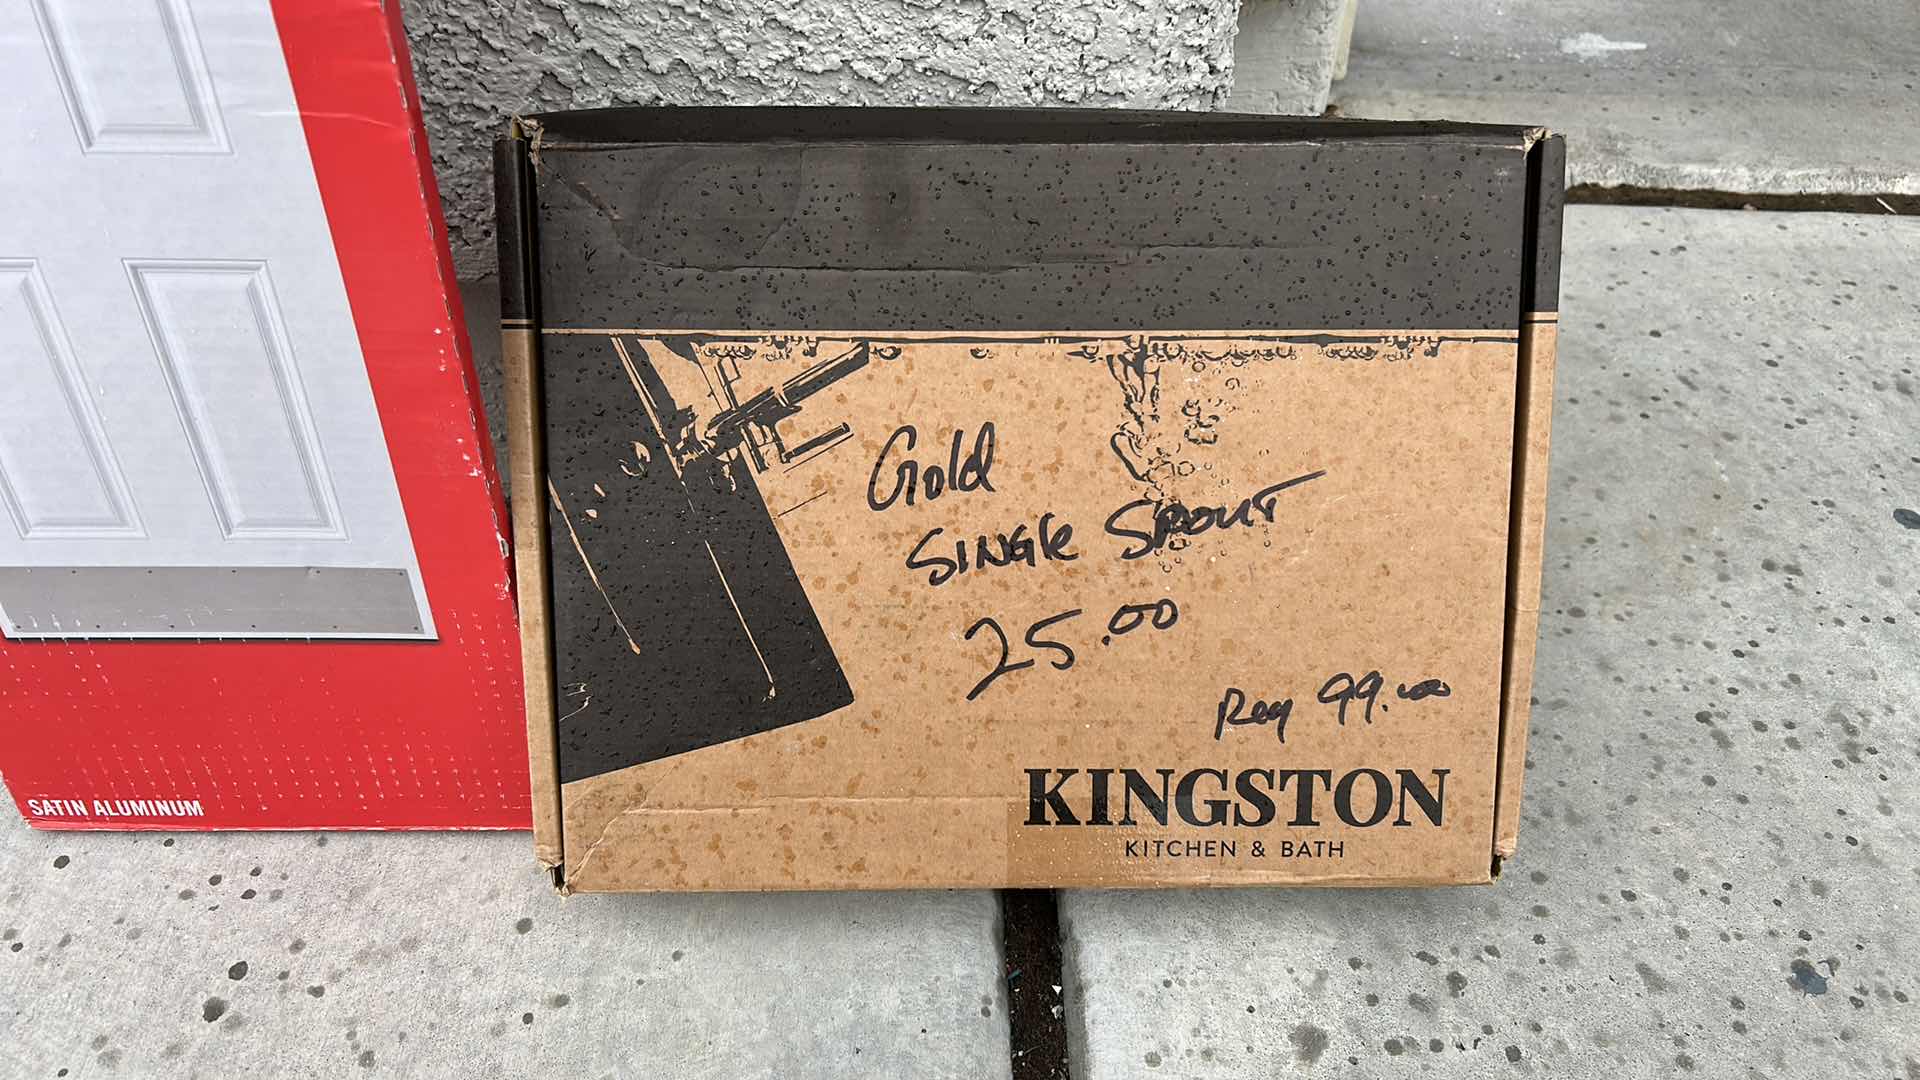 Gold
SINGle SPOUT
25.00
Reg 99.00
KINGSTON
KITCHEN & BATH
SATIN ALUMINUM